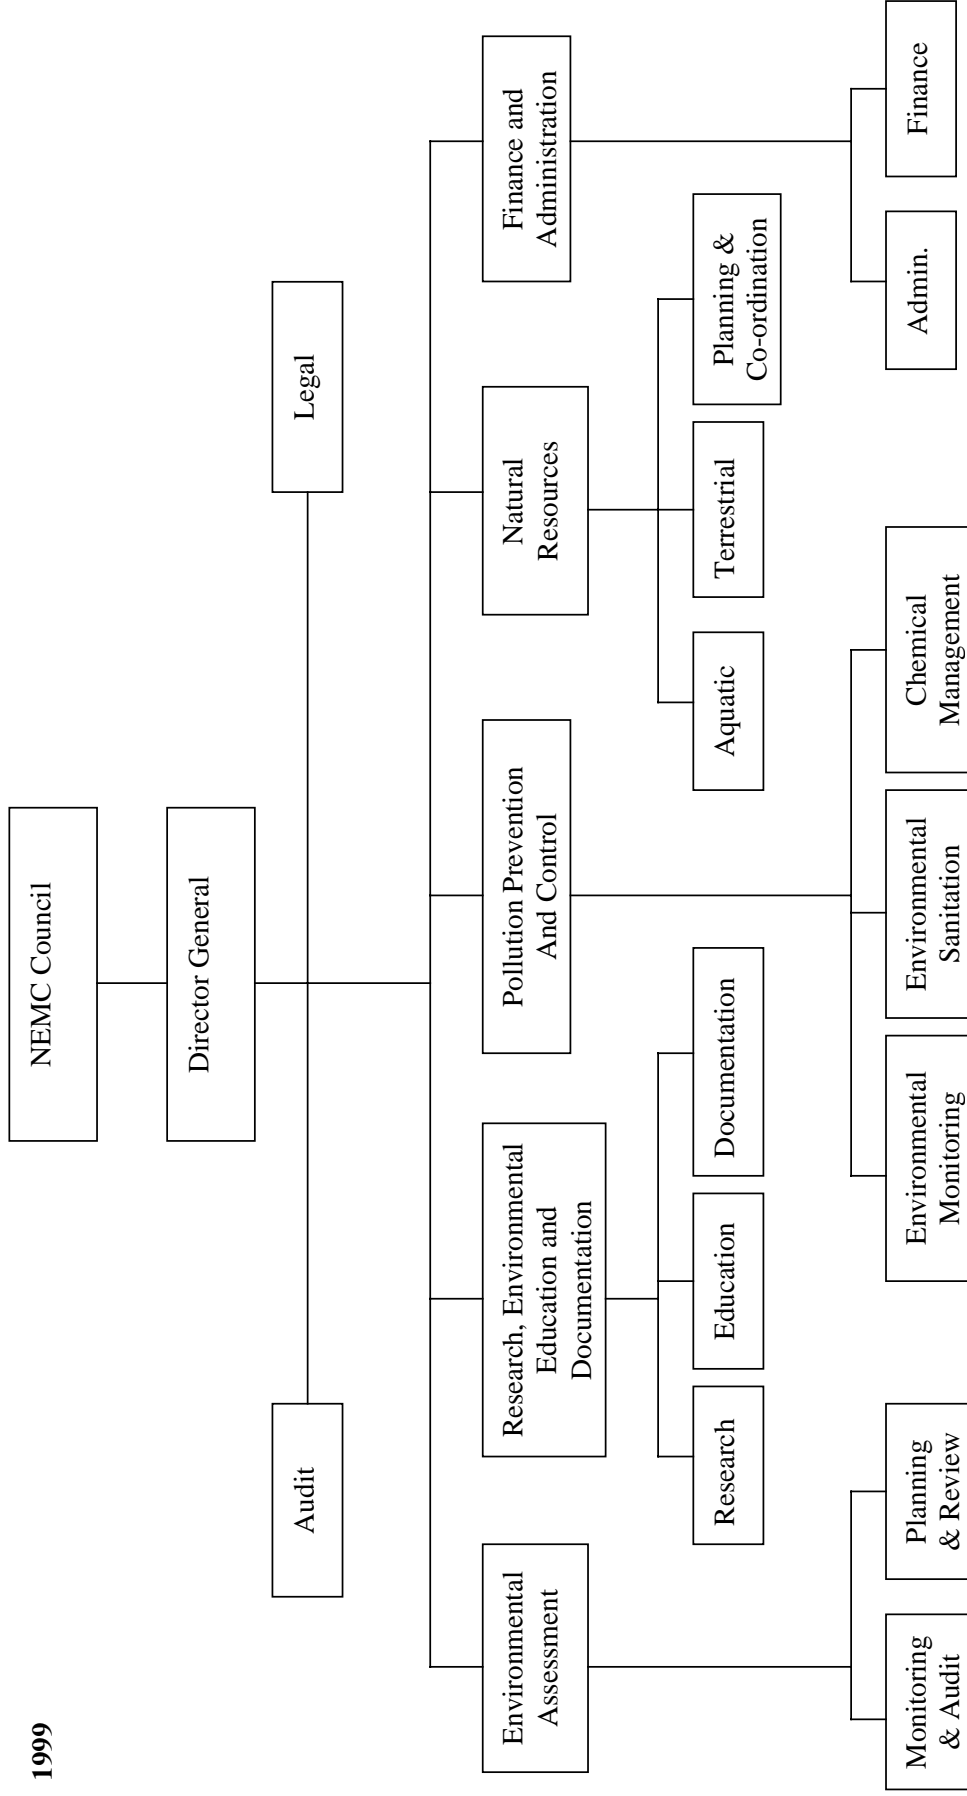 1999
NEMC Council
Director General
Audit
Legal
Environmental
Assessment
Research, Environmental
Education and
Documentation
Pollution Prevention
And Control
Natural
Resources
Finance and
Administration
Research
Education
Documentation
Aquatic
Terrestrial
Planning &
Co-ordination
Monitoring
& Audit
Planning
& Review
Environmental
Monitoring
Environmental
Sanitation
Chemical
Management
Admin.
Finance